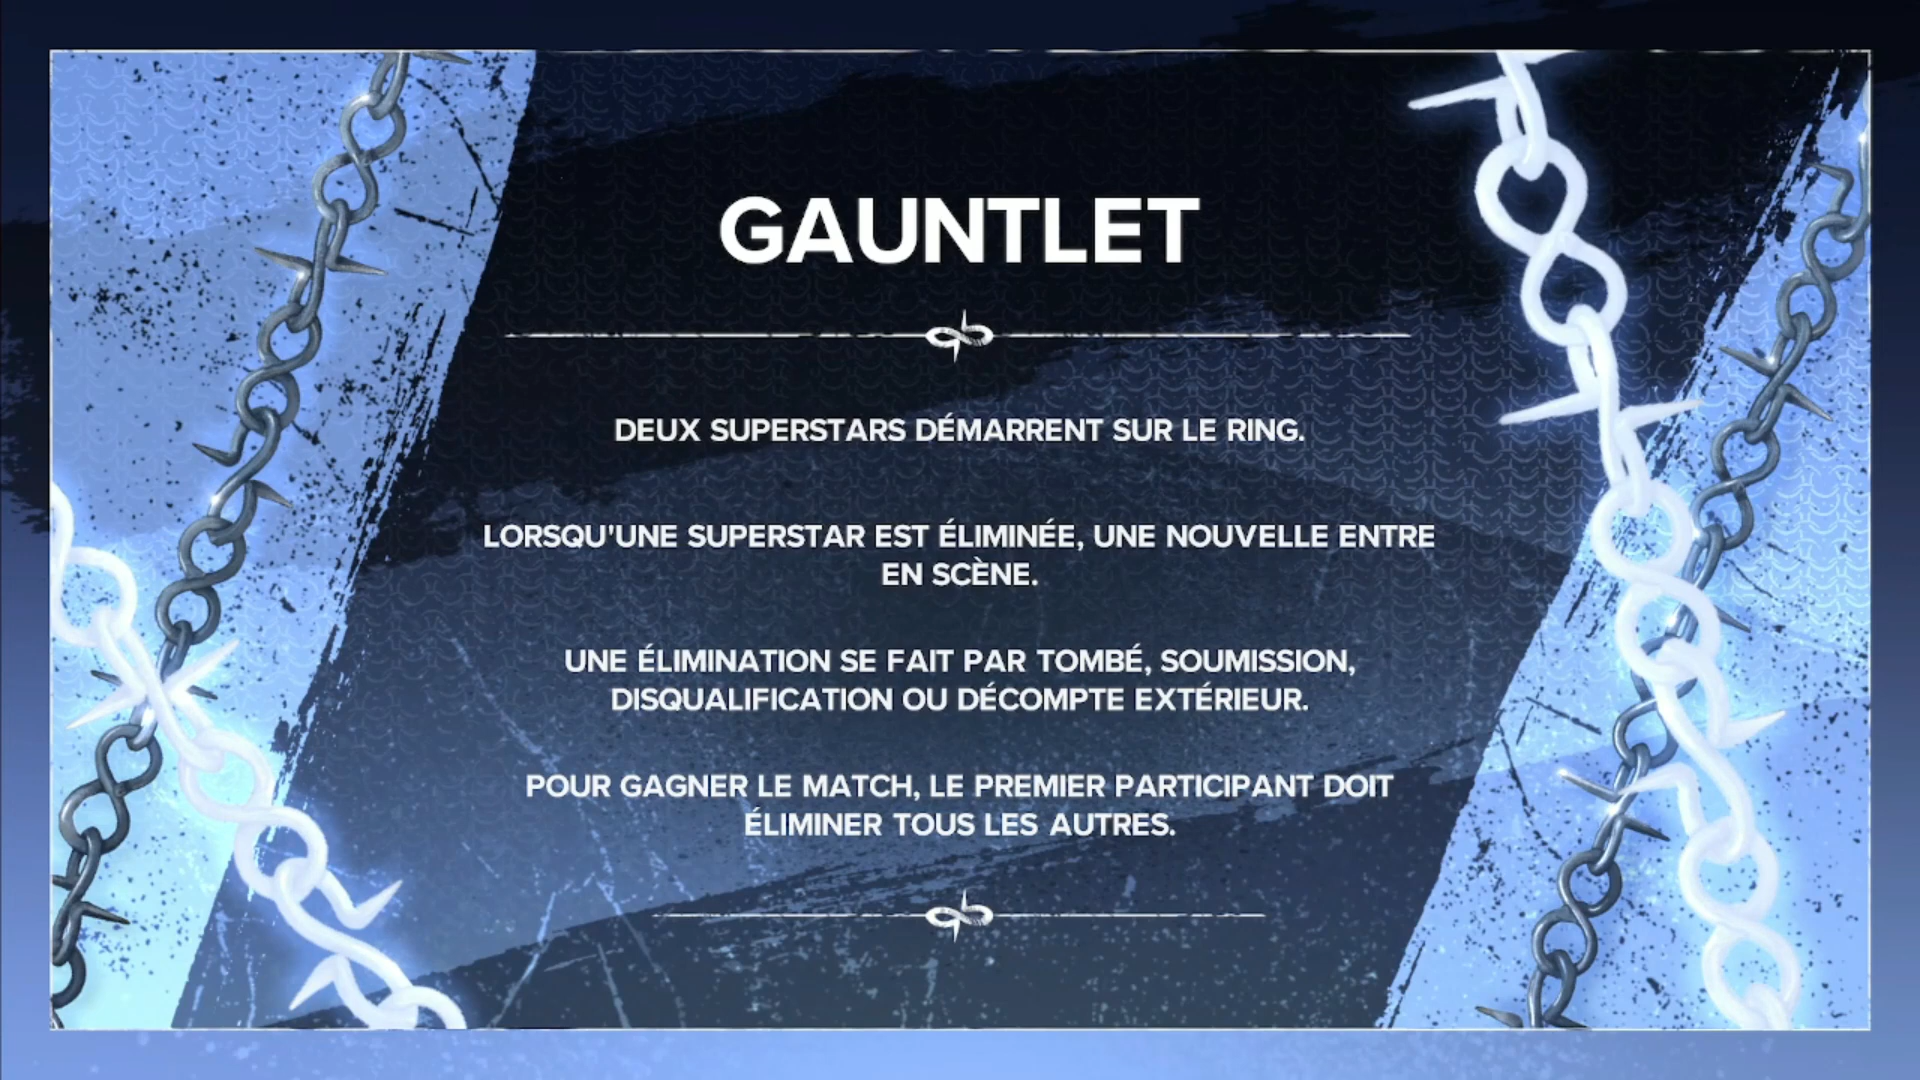 GAUNTLET
DEUX SUPERSTARS DÉMARRENT SUR LE RING.
LORSQU'UNE SUPERSTAR EST ÉLIMINÉE, UNE NOUVELLE ENTRE
EN SCÈNE.
UNE ÉLIMINATION SE FAIT PAR TOMBÉ, SOUMISSION,
DISQUALIFICATION OU DÉCOMPTE EXTÉRIEUR.
POUR GAGNER LE MATCH, LE PREMIER PARTICIPANT DOIT
ÉLIMINER TOUS LES AUTRES.